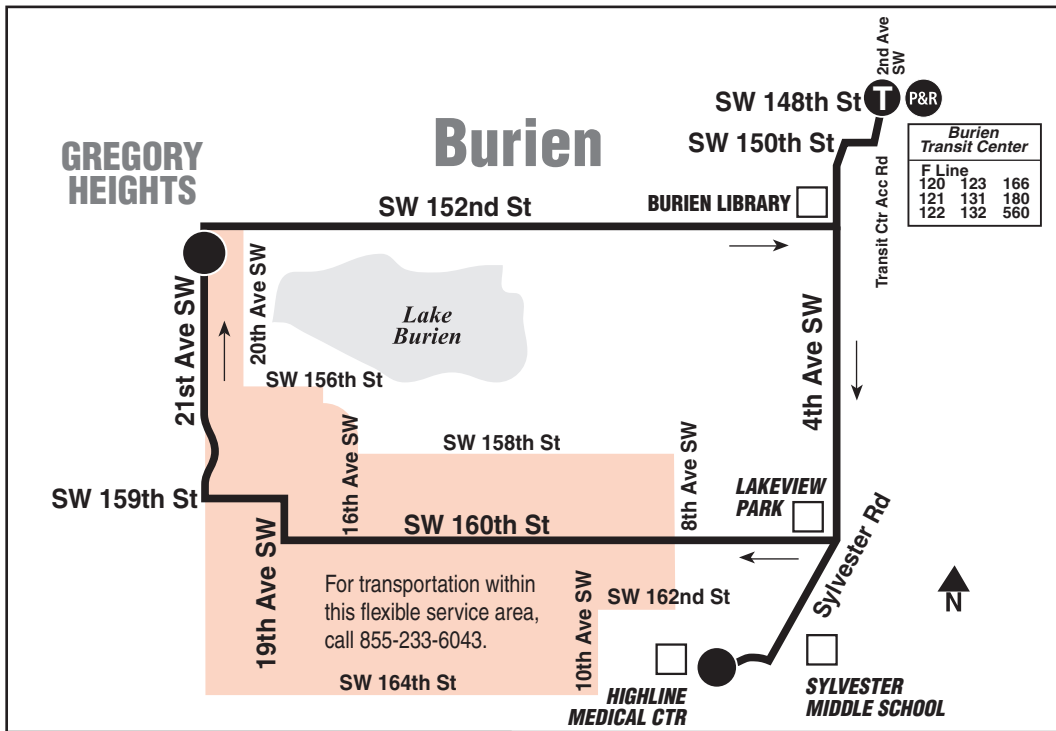 2nd Ave
SW
SW 148th St
T
P&R
SW 150th St
Burien
Transit Center
F Line
120 123 166
121 131 180
122 132 560
Burien
GREGORY
HEIGHTS
BURIEN LIBRARY
SW 152nd St
Transit Ctr Acc Rd
21st Ave SW
20th Ave SW
Lake
Burien
4th Ave SW
SW 156th St
16th Ave SW
SW 158th St
8th Ave SW
LAKEVIEW
PARK
SW 159th St
SW 160th St
Sylvester Rd
19th Ave SW
For transportation within
this flexible service area,
call 855-233-6043.
10th Ave SW
SW 162nd St
N
SW 164th St
HIGHLINE
MEDICAL CTR
SYLVESTER
MIDDLE SCHOOL